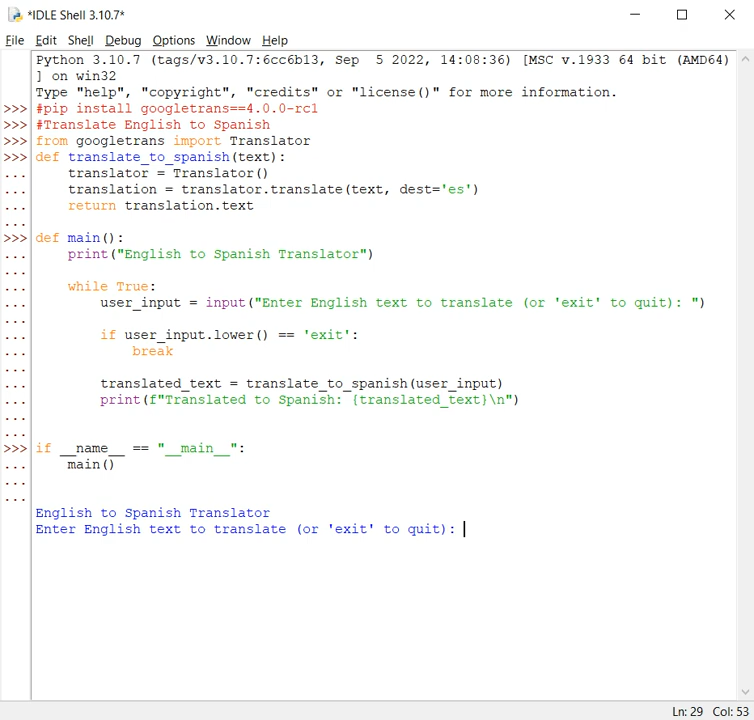 *IDLE Shell 3.10.7*
File Edit Shell Debug Options Window Help
Python 3.10.7 (tags/v3.10.7:6cc6b13, Sep  5 2022, 14:08:36) [MSC v.1933 64 bit (AMD64)
] on win32
Type "help", "copyright", "credits" or "license()" for more information.
>>> #pip install googletrans==4.0.0-rc1
>>> #Translate English to Spanish
>>> from googletrans import Translator
>>> def translate_to_spanish(text):
...     translator = Translator()
...     translation = translator.translate(text, dest='es')
...     return translation.text
...
>>> def main():
...     print("English to Spanish Translator")
...
...     while True:
...         user_input = input("Enter English text to translate (or 'exit' to quit): ")
...
...         if user_input.lower() == 'exit':
...             break
...
...         translated_text = translate_to_spanish(user_input)
...         print(f"Translated to Spanish: {translated_text}\n")
...
...
>>> if __name__ == "__main__":
...     main()
...
...
English to Spanish Translator
Enter English text to translate (or 'exit' to quit):
Ln: 29 Col: 53